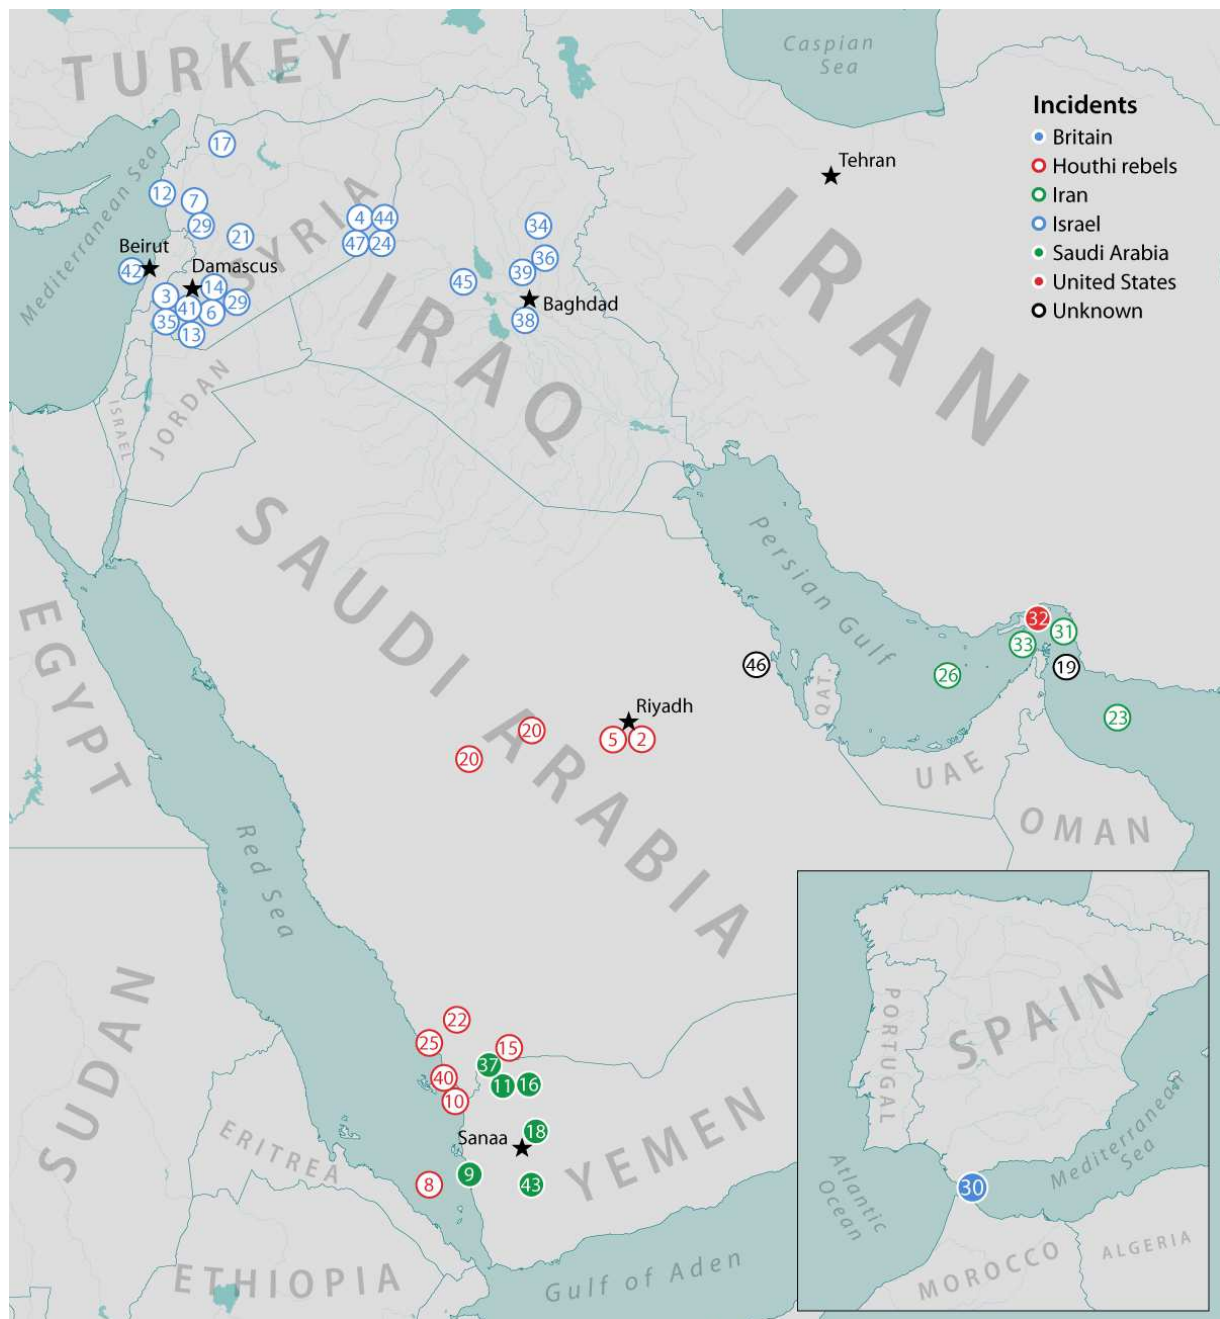 TURKEY
Caspian
Sea
Incidents
Britain
Houthi rebels
Iran
Israel
Saudi Arabia
United States
Unknown
Tehran
IRAN
Mediterranean Sea
17
12
7
29
21
SYRIA
4
44
47
24
34
36
39
45
Beirut
42
Damascus
3
14
29
41
6
35
13
Baghdad
38
IRAQ
ISRAEL
JORDAN
SAUDI ARABIA
Persian Gulf
EGYPT
32
31
33
19
46
26
23
QAT.
Riyadh
20
5
2
20
UAE
OMAN
Red Sea
SUDAN
22
25
15
37
40
11
16
10
18
Sanaa
YEMEN
9
8
43
ERITREA
ETHIOPIA
Gulf of Aden
SPAIN
PORTUGAL
Mediterranean
Sea
Atlantic
Ocean
30
MOROCCO
ALGERIA